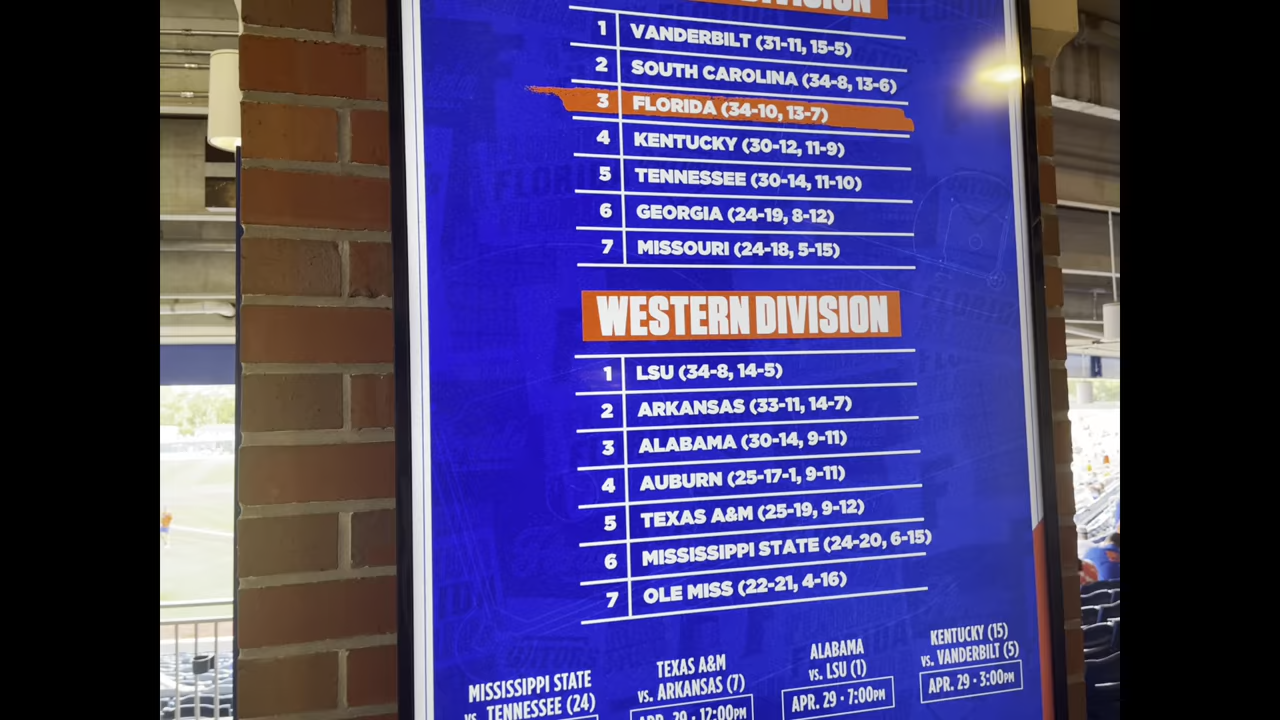 DIVISION
1 VANDERBILT (31-11, 15-5)
2 SOUTH CAROLINA (34-8, 13-6)
3 FLORIDA (34-10, 13-7)
4 KENTUCKY (30-12, 11-9)
5 TENNESSEE (30-14, 11-10)
6 GEORGIA (24-19, 8-12)
7 MISSOURI (24-18, 5-15)
WESTERN DIVISION
1 LSU (34-8, 14-5)
2 ARKANSAS (33-11, 14-7)
3 ALABAMA (30-14, 9-11)
4 AUBURN (25-17-1, 9-11)
5 TEXAS A&M (25-19, 9-12)
6 MISSISSIPPI STATE (24-20, 6-15)
7 OLE MISS (22-21, 4-16)
MISSISSIPPI STATE
vs. TENNESSEE (24)
TEXAS A&M
vs. ARKANSAS (7)
APR. 29 · 12:00PM
ALABAMA
vs. LSU (1)
APR. 29 · 7:00PM
KENTUCKY (15)
vs. VANDERBILT (5)
APR. 29 · 3:00PM